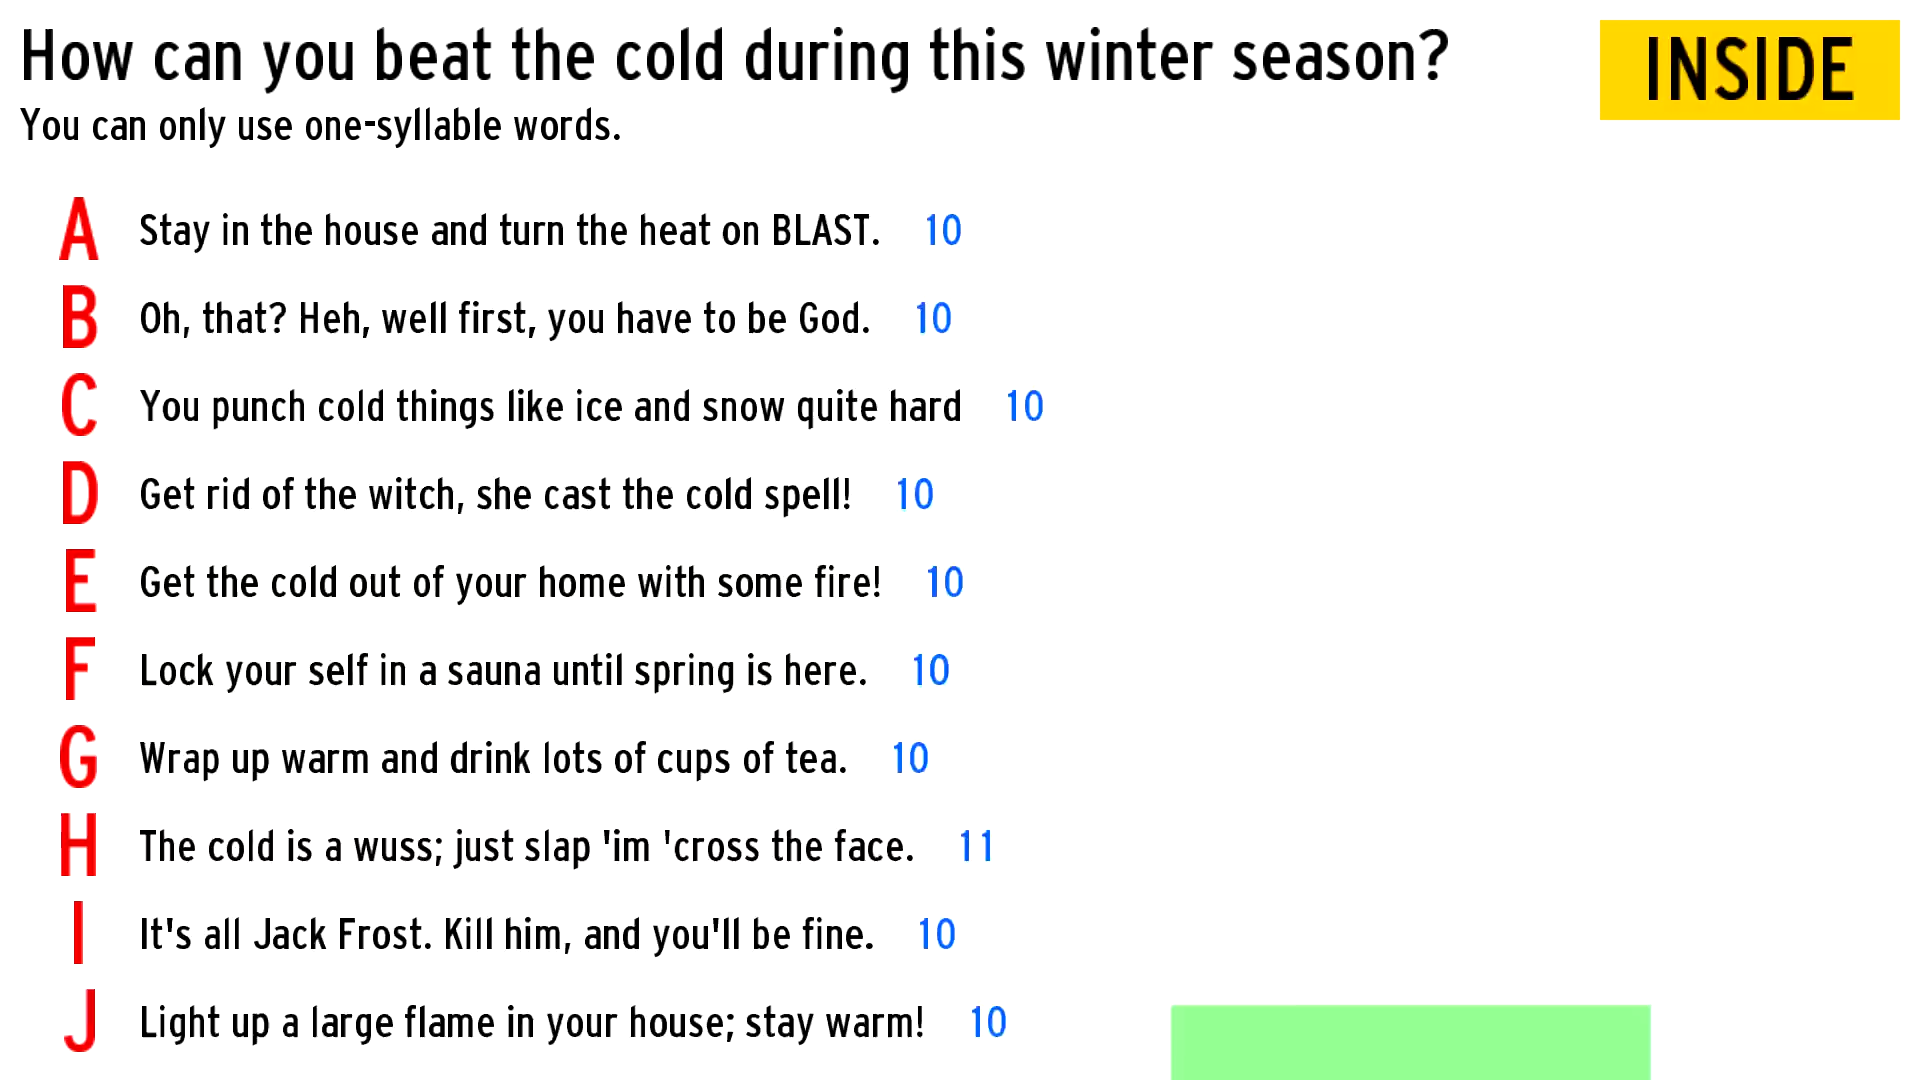 How can you beat the cold during this winter season?
INSIDE
You can only use one-syllable words.
A Stay in the house and turn the heat on BLAST. 10
B Oh, that? Heh, well first, you have to be God. 10
C You punch cold things like ice and snow quite hard 10
D Get rid of the witch, she cast the cold spell! 10
E Get the cold out of your home with some fire! 10
F Lock your self in a sauna until spring is here. 10
G Wrap up warm and drink lots of cups of tea. 10
H The cold is a wuss; just slap 'im 'cross the face. 11
I It's all Jack Frost. Kill him, and you'll be fine. 10
J Light up a large flame in your house; stay warm! 10